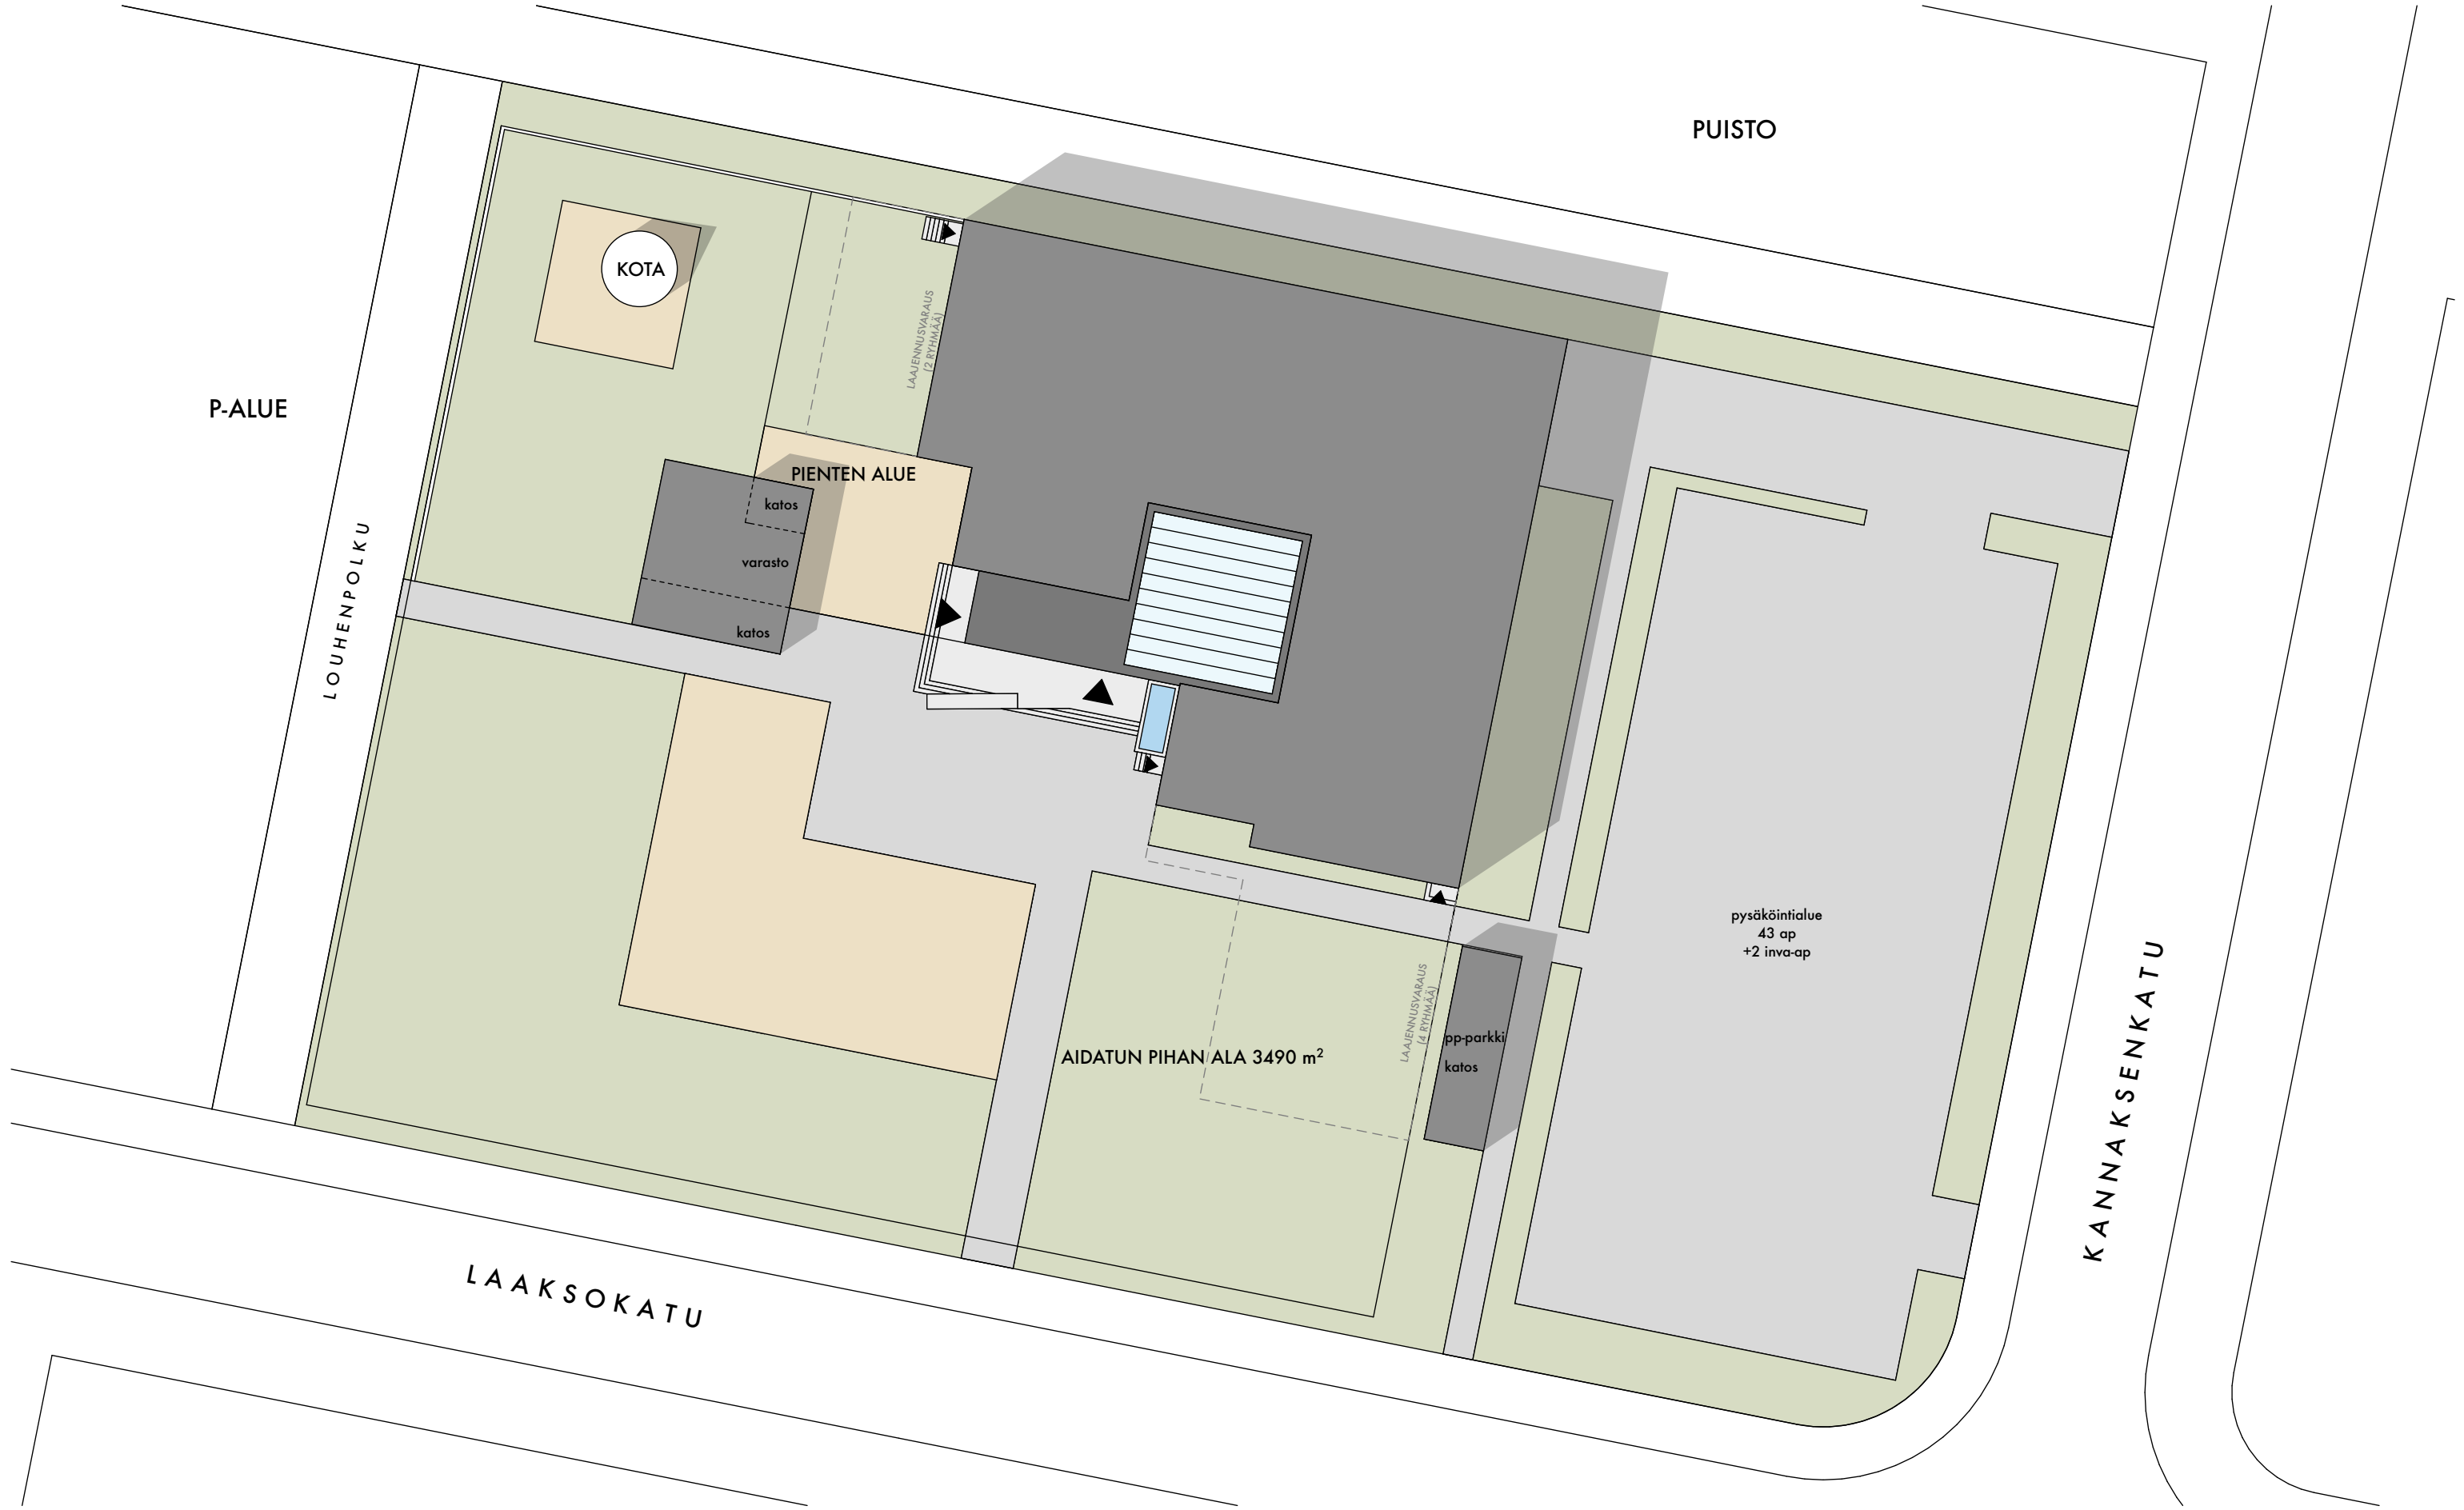 PUISTO
KOTA
LAAJENNUSVARAUS
(2 RYHMÄÄ)
P-ALUE
PIENTEN ALUE
katos
varasto
katos
LOUHENPOLKU
pysäköintialue
43 ap
+2 inva-ap
LAAJENNUSVARAUS
(4 RYHMÄÄ)
pp-parkki
katos
AIDATUN PIHAN ALA 3490 m²
KANNAKSENKATU
LAAKSOKATU